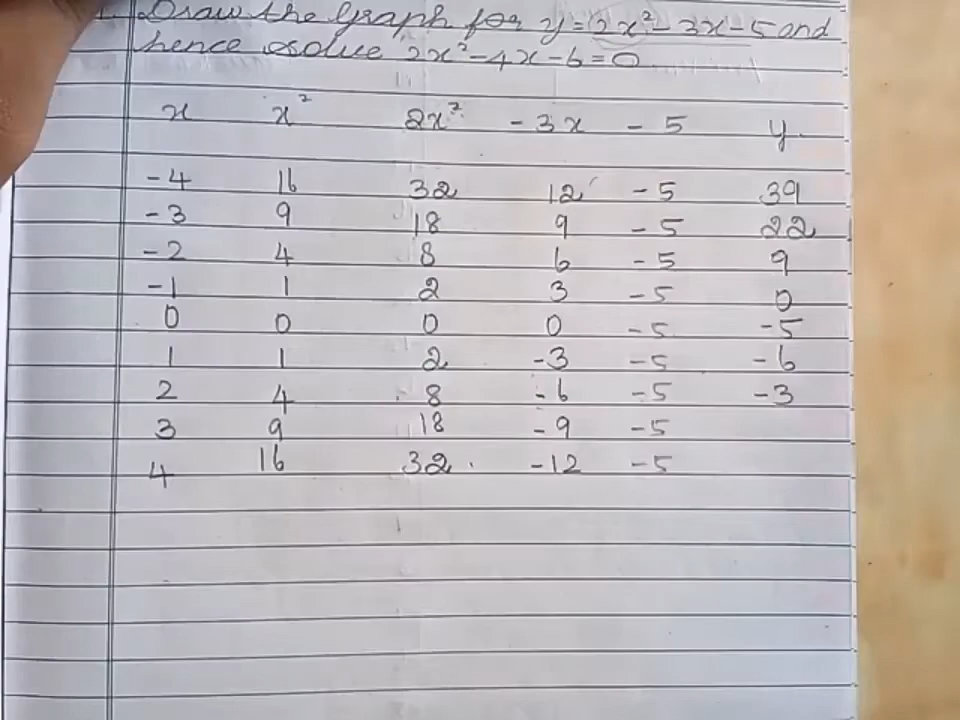 1. Draw the graph for y=2x²-3x-5 and
hence solve 2x²-4x-6=0
x x² 2x² -3x -5 y
-4 16 32 12 -5 39
-3 9 18 9 -5 22
-2 4 8 6 -5 9
-1 1 2 3 -5 0
0 0 0 0 -5 -5
1 1 2 -3 -5 -6
2 4 8 -6 -5 -3
3 9 18 -9 -5
4 16 32 -12 -5